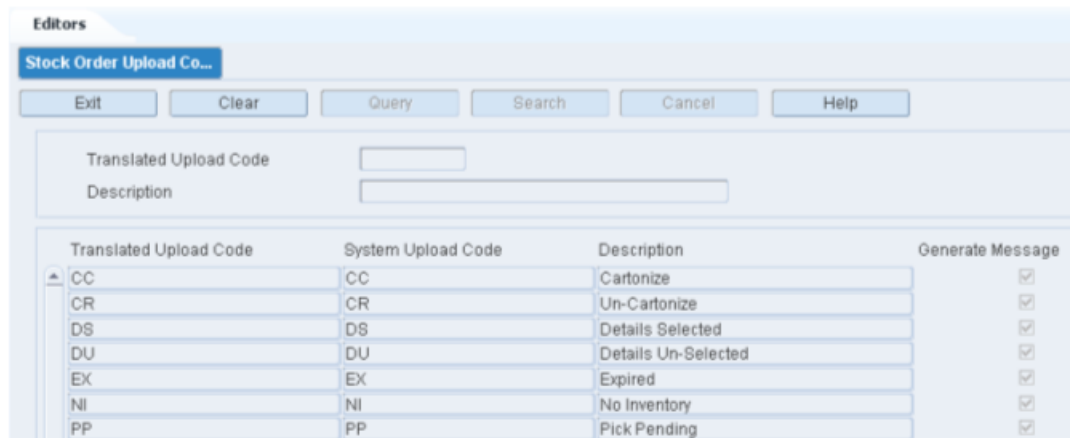 Editors
Stock Order Upload Co...
Exit Clear Query Search Cancel Help
Translated Upload Code
Description
Translated Upload Code System Upload Code Description Generate Message
CC CC Cartonize
CR CR Un-Cartonize
DS DS Details Selected
DU DU Details Un-Selected
EX EX Expired
NI NI No Inventory
PP PP Pick Pending